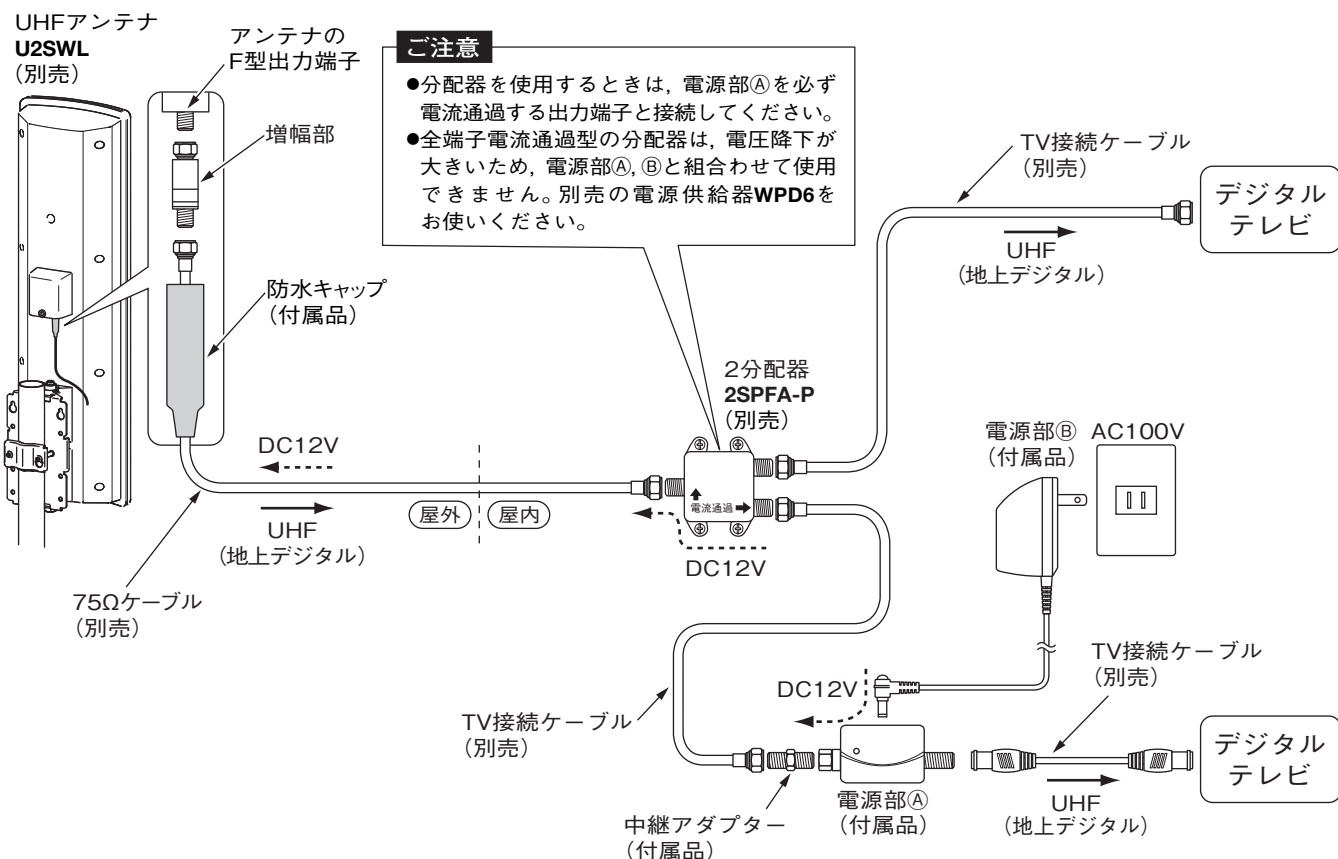 UHFアンテナ
U2SWL
(別売)
アンテナの
F型出力端子
増幅部
防水キャップ
(付属品)
ご注意
●分配器を使用するときは, 電源部Ⓐを必ず
電流通過する出力端子と接続してください。
●全端子電流通過型の分配器は, 電圧降下が
大きいため, 電源部Ⓐ, Ⓑと組合わせて使用
できません。別売の電源供給器WPD6を
お使いください。
TV接続ケーブル
(別売)
デジタル
テレビ
UHF
(地上デジタル)
2分配器
2SPFA-P
(別売)
電流通過
DC12V
DC12V
屋外
屋内
UHF
(地上デジタル)
75Ωケーブル
(別売)
電源部Ⓑ
(付属品)
AC100V
TV接続ケーブル
(別売)
DC12V
TV接続ケーブル
(別売)
デジタル
テレビ
電源部Ⓐ
(付属品)
UHF
(地上デジタル)
中継アダプター
(付属品)